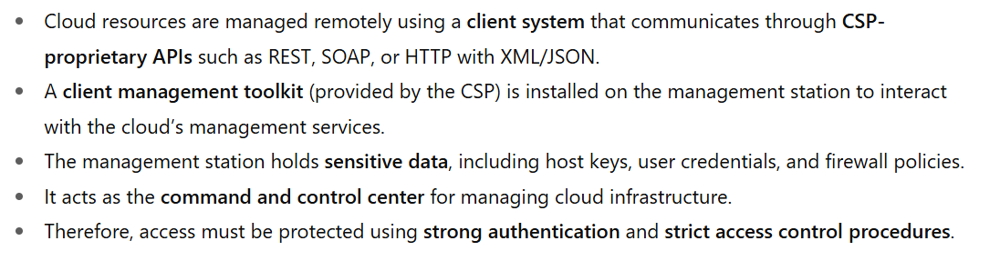 • Cloud resources are managed remotely using a client system that communicates through CSP-
proprietary APIs such as REST, SOAP, or HTTP with XML/JSON.
• A client management toolkit (provided by the CSP) is installed on the management station to interact
with the cloud’s management services.
• The management station holds sensitive data, including host keys, user credentials, and firewall policies.
• It acts as the command and control center for managing cloud infrastructure.
• Therefore, access must be protected using strong authentication and strict access control procedures.